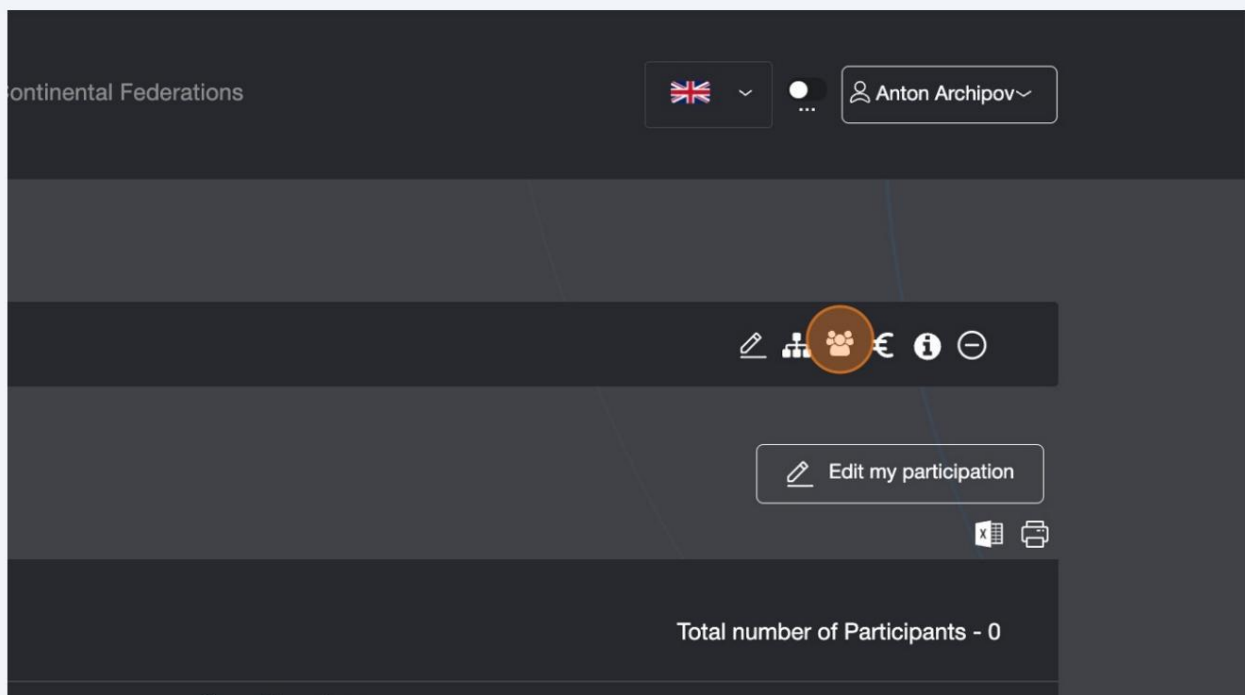 ontinental Federations
Anton Archipov
Edit my participation
Total number of Participants - 0